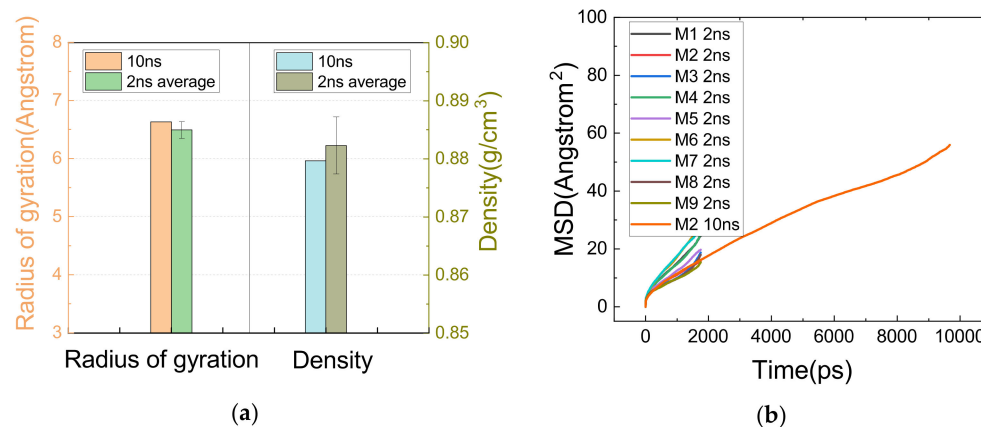 Radius of gyration(Angstrom)
8
7
6
5
4
3
10ns
2ns average
10ns
2ns average
0.90
0.89
0.88
0.87
0.86
0.85
Density(g/cm³)
Radius of gyration
Density
(a)
MSD(Angstrom²)
100
80
60
40
20
0
M1 2ns
M2 2ns
M3 2ns
M4 2ns
M5 2ns
M6 2ns
M7 2ns
M8 2ns
M9 2ns
M2 10ns
0 2000 4000 6000 8000 10000
Time(ps)
(b)